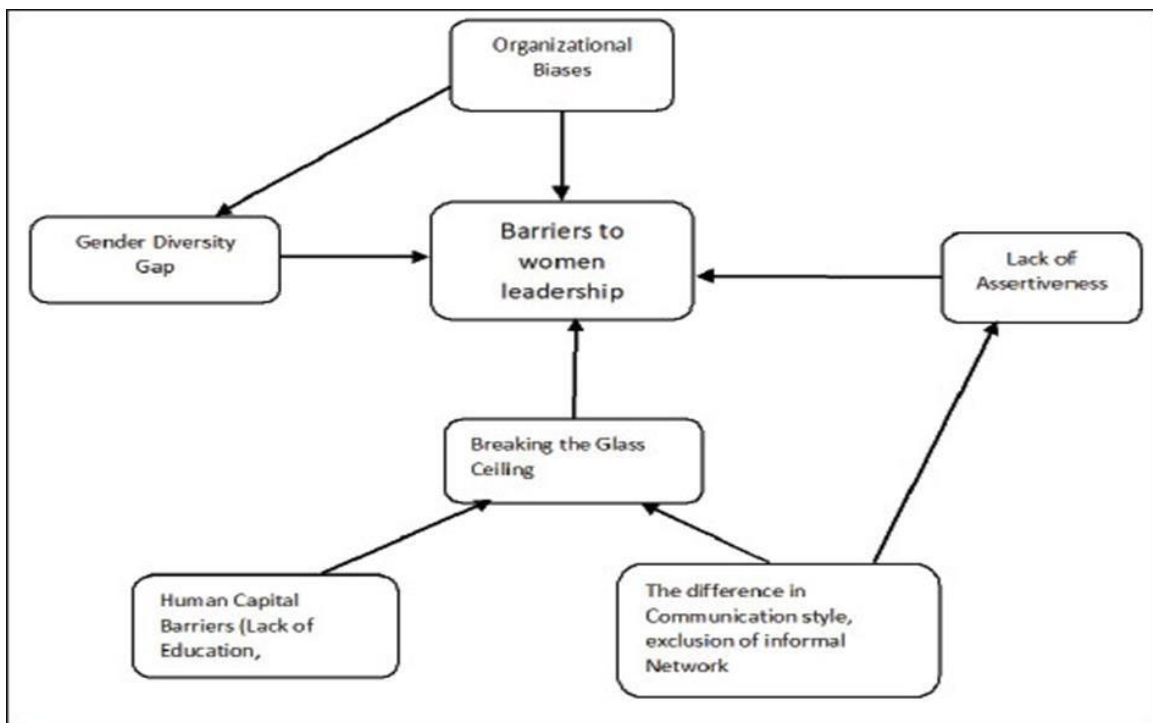 Organizational
Biases
Gender Diversity
Gap
Barriers to
women
leadership
Lack of
Assertiveness
Breaking the Glass
Ceiling
Human Capital
Barriers (Lack of
Education,
The difference in
Communication style,
exclusion of informal
Network